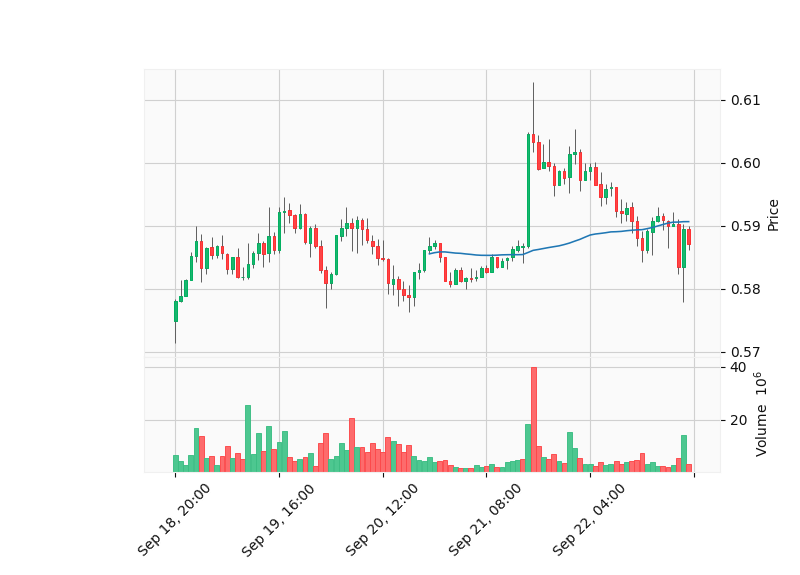 0.61
0.60
0.59
0.58
0.57
Price
40
20
Volume 10^6
Sep 18, 20:00
Sep 19, 16:00
Sep 20, 12:00
Sep 21, 08:00
Sep 22, 04:00